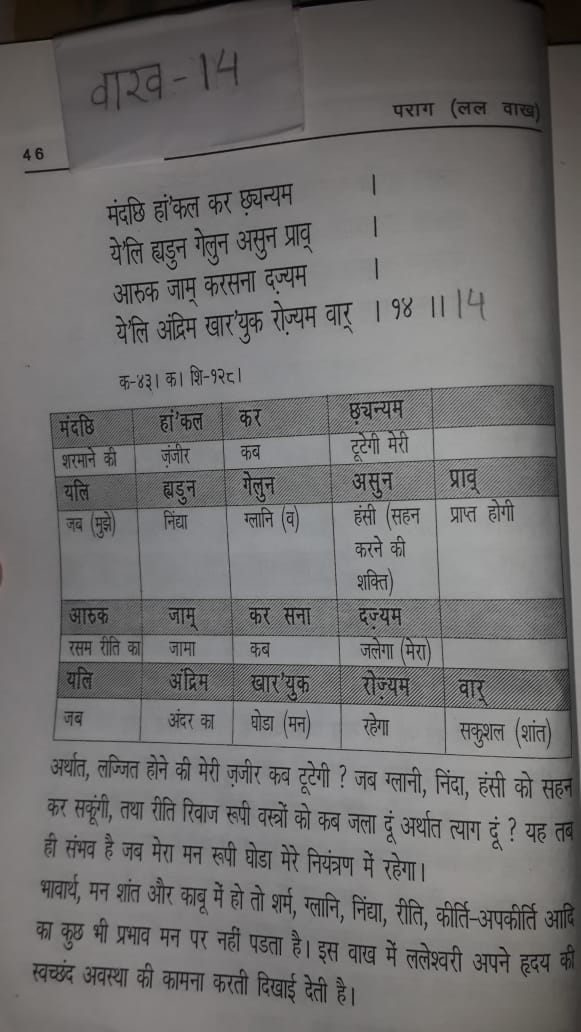 वाख-14
पराग (लल वाख)
46
मंदछि हां'कल कर छ़्यन्यम ।
ये'लि ह्यडुन गेलुन असुन प्राव् ।
आरुक जाम् करसना दज़्यम ।
ये'लि अंद्रिम खार'युक रोज़्यम वार् । १४ ।। 14
क-४३। क। शि-१२८।
मंदछि हां'कल कर छ़्यन्यम
शरमाने की ज़ंजीर कब टूटेगी मेरी
यलि ह्यडुन गेलुन असुन प्राव्
जब (मुझे) निंद्या ग्लानि (व) हंसी (सहन प्राप्त होगी
करने की
शक्ति)
आरुक जाम् कर सना दज़्यम
रसम रीति का जामा कब जलेगा (मेरा)
यलि अंद्रिम खार'युक रोज़्यम वार्
जब अंदर का घोडा (मन) रहेगा सकुशल (शांत)
अर्थात, लज्जित होने की मेरी ज़जीर कब टूटेगी ? जब ग्लानी, निंदा, हंसी को सहन
कर सकूंगी, तथा रीति रिवाज रूपी वस्त्रों को कब जला दूं अर्थात त्याग दूं ? यह तब
ही संभव है जब मेरा मन रूपी घोडा मेरे नियंत्रण में रहेगा।
भावार्थ, मन शांत और काबू में हो तो शर्म, ग्लानि, निंद्या, रीति, कीर्ति-अपकीर्ति आदि
का कुछ भी प्रभाव मन पर नहीं पडता है। इस वाख में ललेश्वरी अपने हृदय की
स्वच्छंद अवस्था की कामना करती दिखाई देती है।